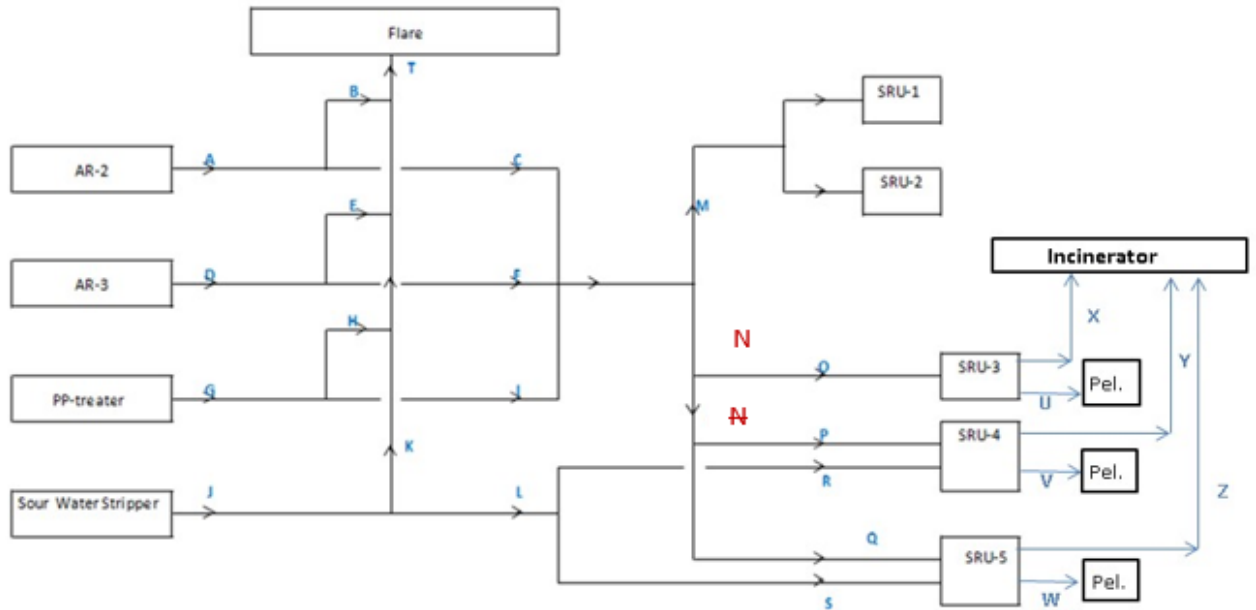 Flare
T
B
SRU-1
AR-2
A
C
SRU-2
E
M
Incinerator
AR-3
D
F
X
H
N
Y
SRU-3
O
Pel.
PP-treater
G
I
U
N
P
SRU-4
K
Pel.
R
V
J
L
Z
Sour Water Stripper
Q
SRU-5
Pel.
S
W